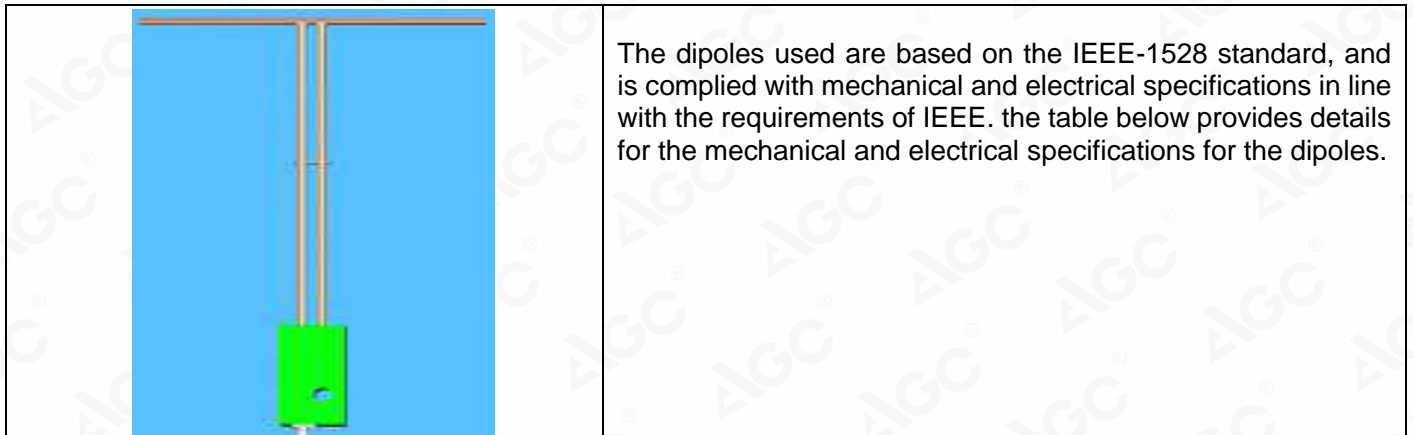 The dipoles used are based on the IEEE-1528 standard, and
is complied with mechanical and electrical specifications in line
with the requirements of IEEE. the table below provides details
for the mechanical and electrical specifications for the dipoles.